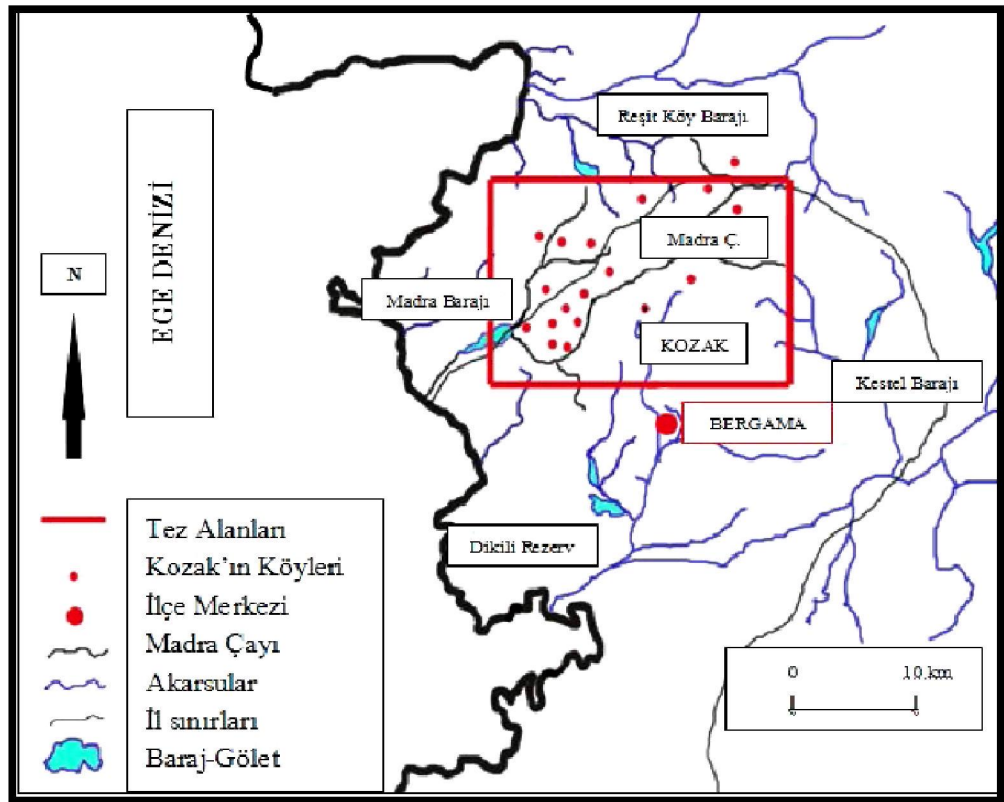 Reşit Köy Barajı
EGE DENİZİ
Madra Ç.
N
Madra Barajı
KOZAK
Kestel Barajı
BERGAMA
Dikili Rezerv
Tez Alanları
Kozak'ın Köyleri
İlçe Merkezi
Madra Çayı
Akarsular
İl sınırları
Baraj-Gölet
0 10 km